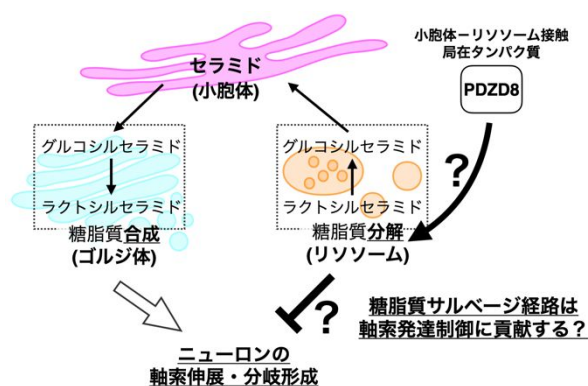 セラミド
(小胞体)
小胞体−リソソーム接触
局在タンパク質
PDZD8
グルコシルセラミド
ラクトシルセラミド
糖脂質合成
(ゴルジ体)
グルコシルセラミド
ラクトシルセラミド
糖脂質分解
(リソソーム)
?
?
糖脂質サルベージ経路は
軸索発達制御に貢献する？
ニューロンの
軸索伸展・分岐形成